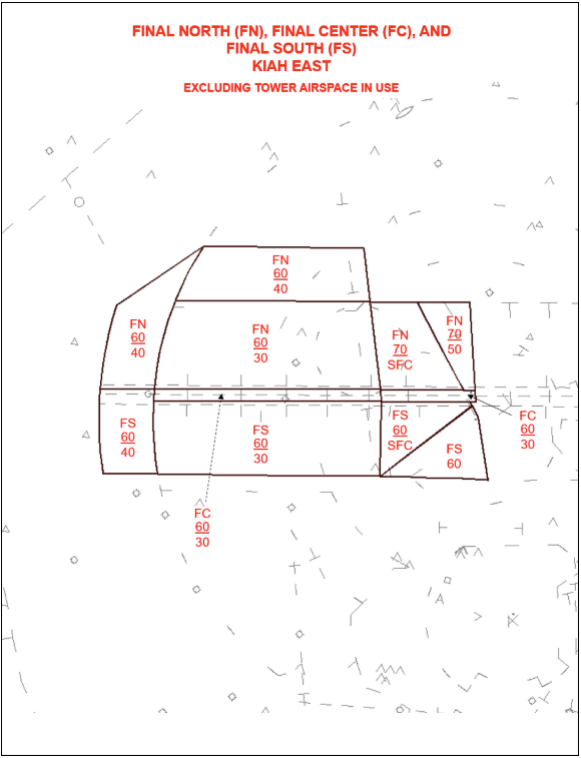 FINAL NORTH (FN), FINAL CENTER (FC), AND
FINAL SOUTH (FS)
KIAH EAST
EXCLUDING TOWER AIRSPACE IN USE
FN
60
40
FN
60
40
FN
60
30
FN
70
SFC
FN
70
50
FS
60
40
FS
60
30
FS
60
SFC
FS
60
FC
60
30
FC
60
30